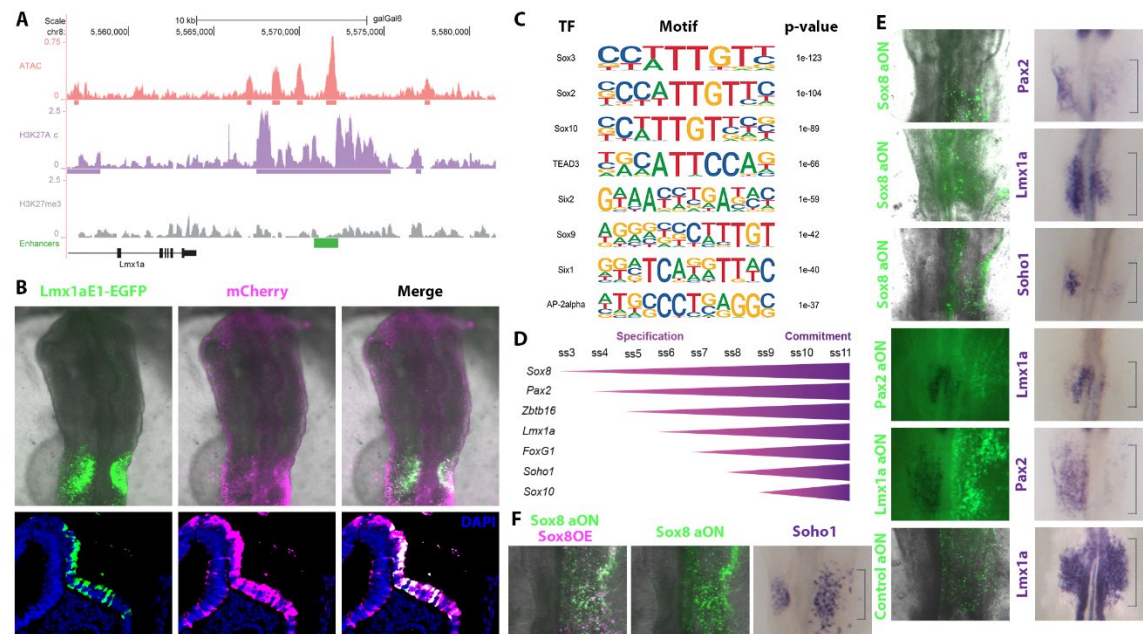 A
Scale
10 kb
galGal6
chr8:
5,560,000
5,565,000
5,570,000
5,575,000
5,580,000
0.75
ATAC
0
2.5
H3K27A c
0
2.5
H3K27me3
0
Enhancers
Lmx1a
B
Lmx1aE1-EGFP
mCherry
Merge
DAPI
C
TF
Motif
p-value
Sox3
1e-123
Sox2
1e-104
Sox10
1e-89
TEAD3
1e-66
Six2
1e-59
Sox9
1e-42
Six1
1e-40
AP-2alpha
1e-37
D
Specification
Commitment
ss3 ss4 ss5 ss6 ss7 ss8 ss9 ss10 ss11
Sox8
Pax2
Zbtb16
Lmx1a
FoxG1
Soho1
Sox10
E
Sox8 aON
Pax2
Sox8 aON
Lmx1a
Sox8 aON
Soho1
Pax2 aON
Lmx1a
Lmx1a aON
Pax2
Control aON
Lmx1a
F
Sox8 aON
Sox8OE
Sox8 aON
Soho1